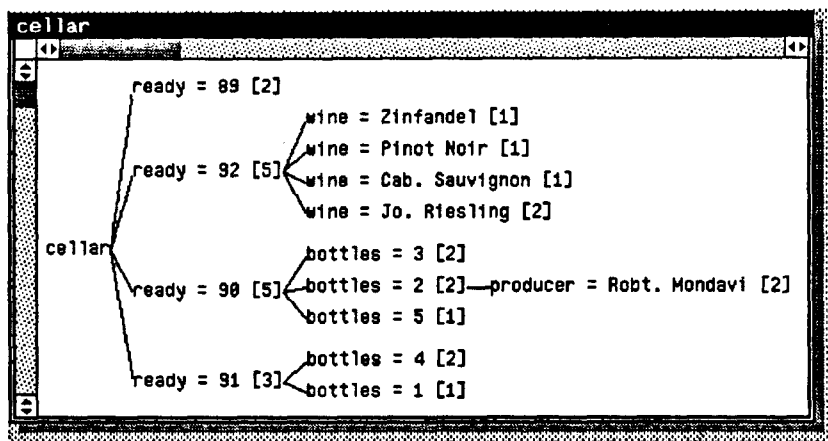 cellar
ready = 89 [2]
wine = Zinfandel [1]
wine = Pinot Noir [1]
ready = 92 [5]
wine = Cab. Sauvignon [1]
wine = Jo. Riesling [2]
cellar
bottles = 3 [2]
ready = 90 [5]
bottles = 2 [2]
producer = Robt. Mondavi [2]
bottles = 5 [1]
bottles = 4 [2]
ready = 91 [3]
bottles = 1 [1]